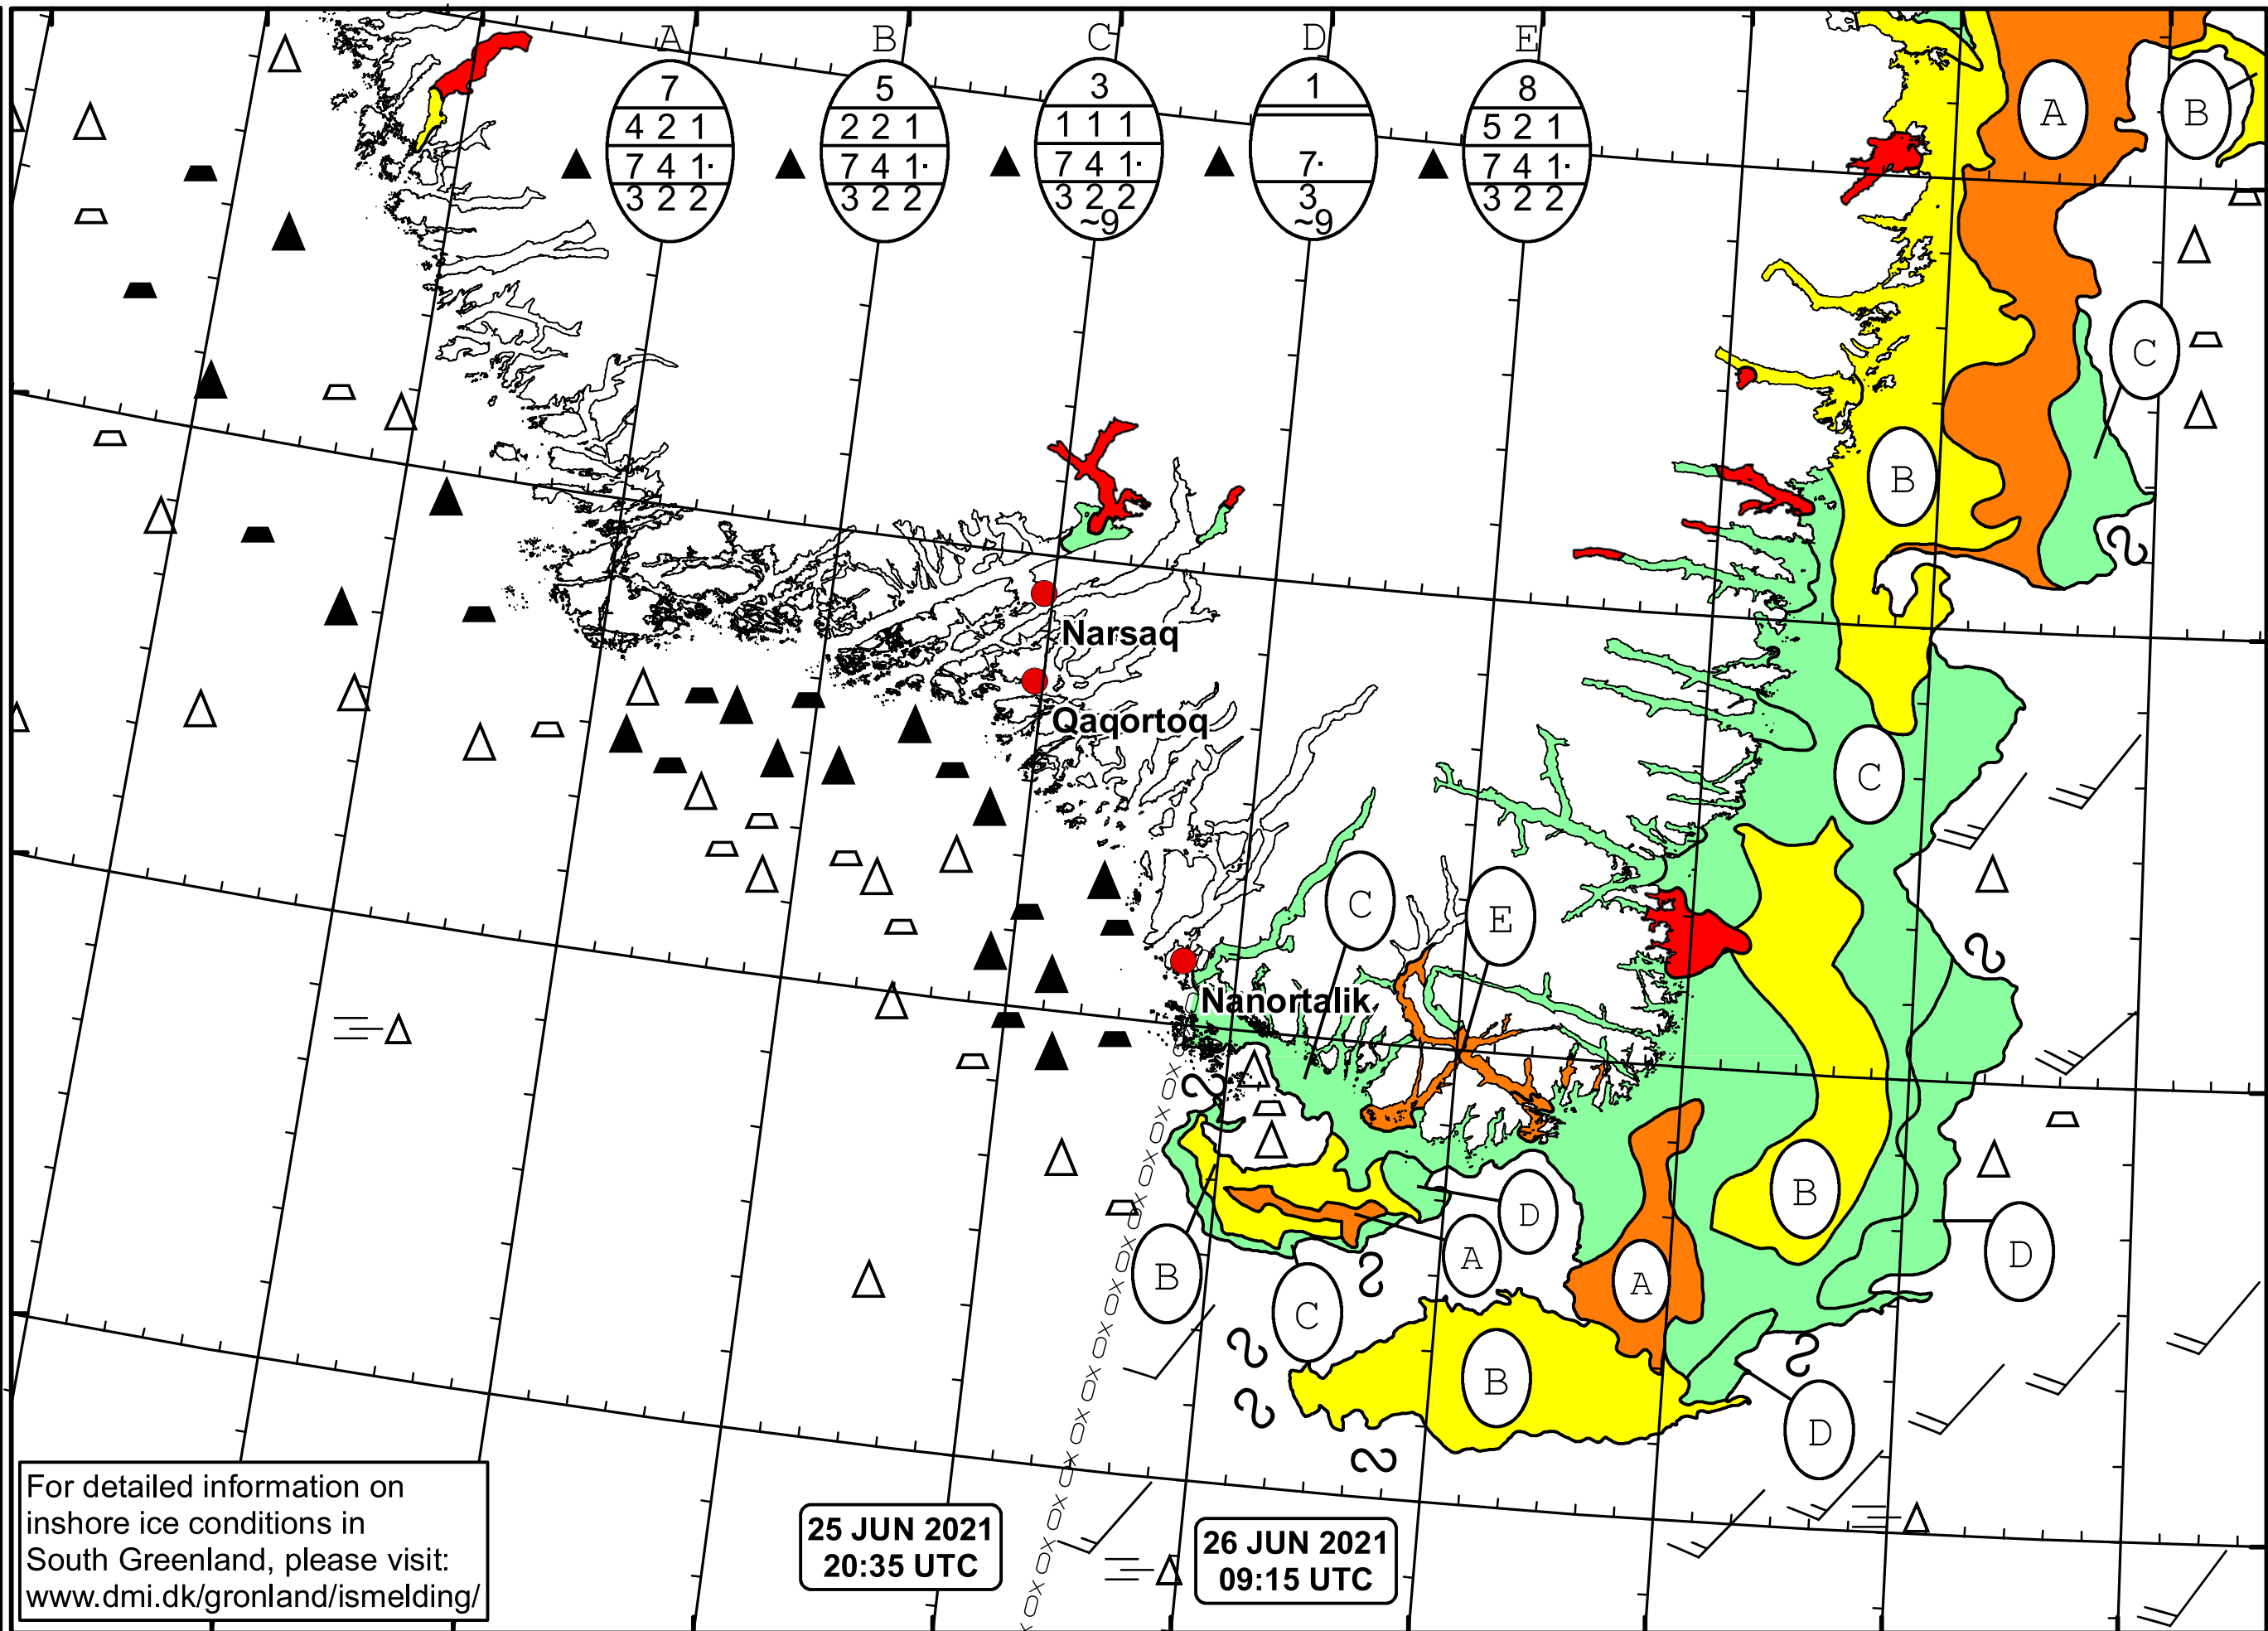 A B C D E
7
4 2 1
7 4 1·
3 2 2
5
2 2 1
7 4 1·
3 2 2
3
1 1 1
7 4 1·
3 2 2
~9
1
7·
3
~9
8
5 2 1
7 4 1·
3 2 2
A
B
C
B
Narsaq
Qaqortoq
C
C
E
Nanortalik
B
D
D
A
B
C
A
B
D
For detailed information on
inshore ice conditions in
South Greenland, please visit:
www.dmi.dk/gronland/ismelding/
25 JUN 2021
20:35 UTC
26 JUN 2021
09:15 UTC